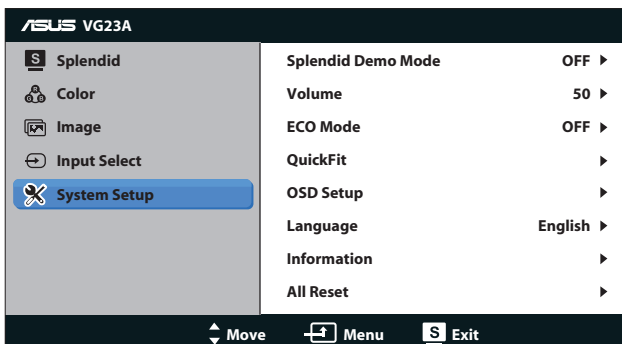 ASUS VG23A
S Splendid
Color
Image
Input Select
System Setup
Splendid Demo Mode OFF
Volume 50
ECO Mode OFF
QuickFit
OSD Setup
Language English
Information
All Reset
Move Menu S Exit